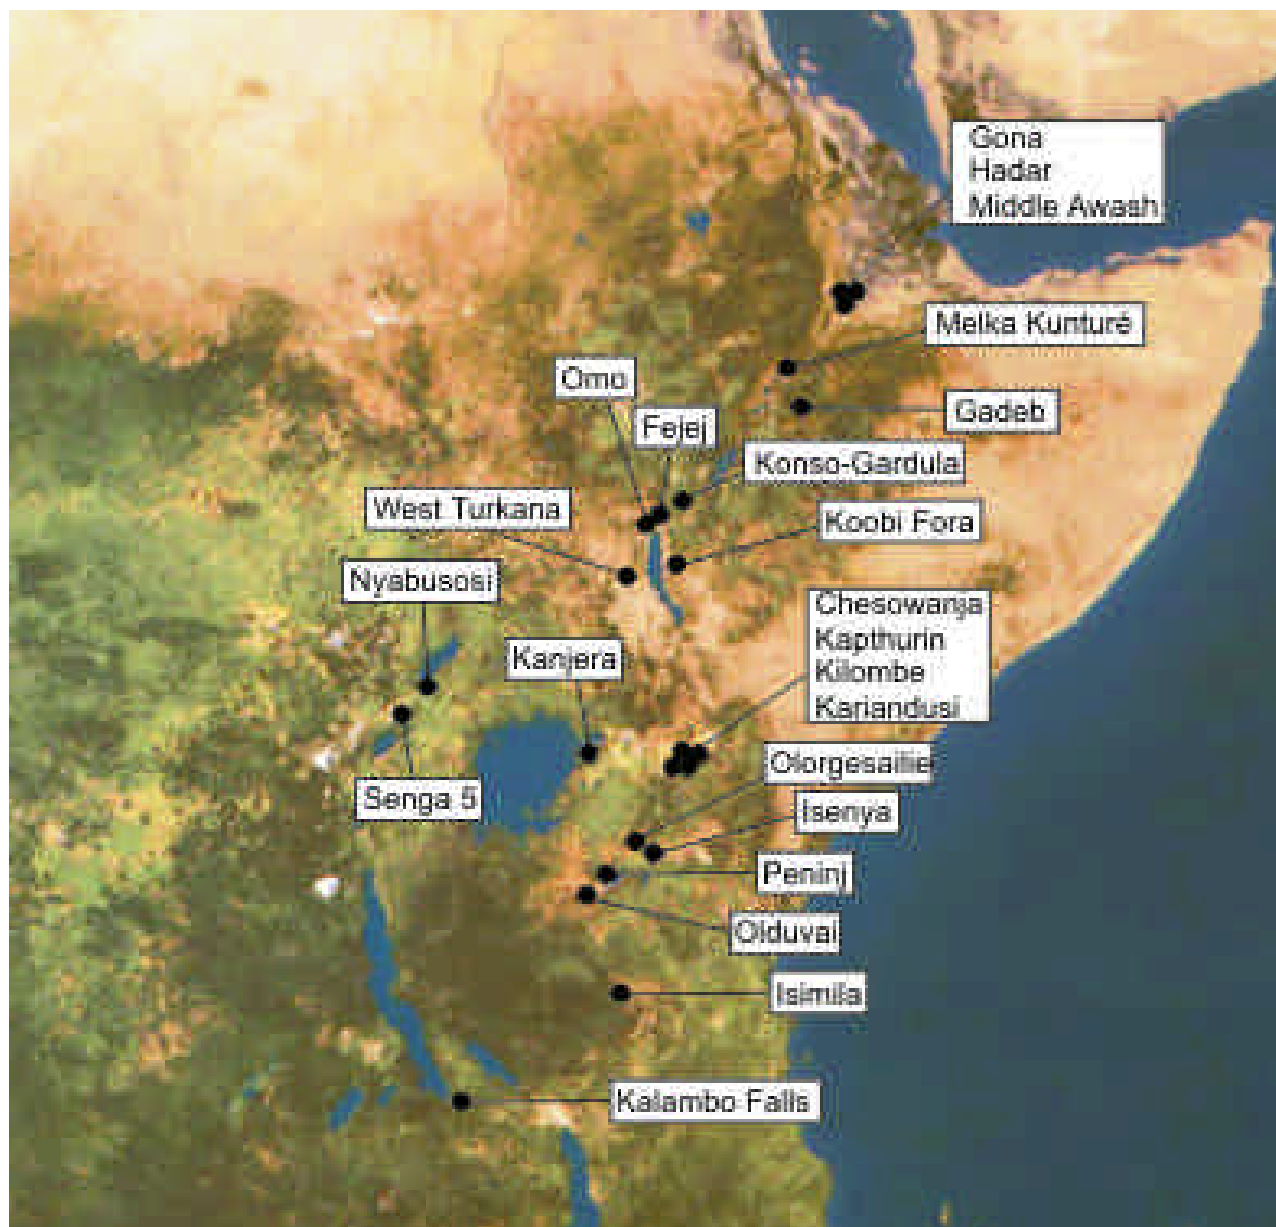 Gona
Hadar
Middle Awash
Melka Kunturé
Omo
Gadeb
Fejej
Konso-Gardula
West Turkana
Koobi Fora
Nyabusosi
Chesowanja
Kapthurin
Kanjera
Kilombe
Kariandusi
Olorgesailie
Senga 5
Isenya
Peninj
Olduvai
Isimila
Kalambo Falls